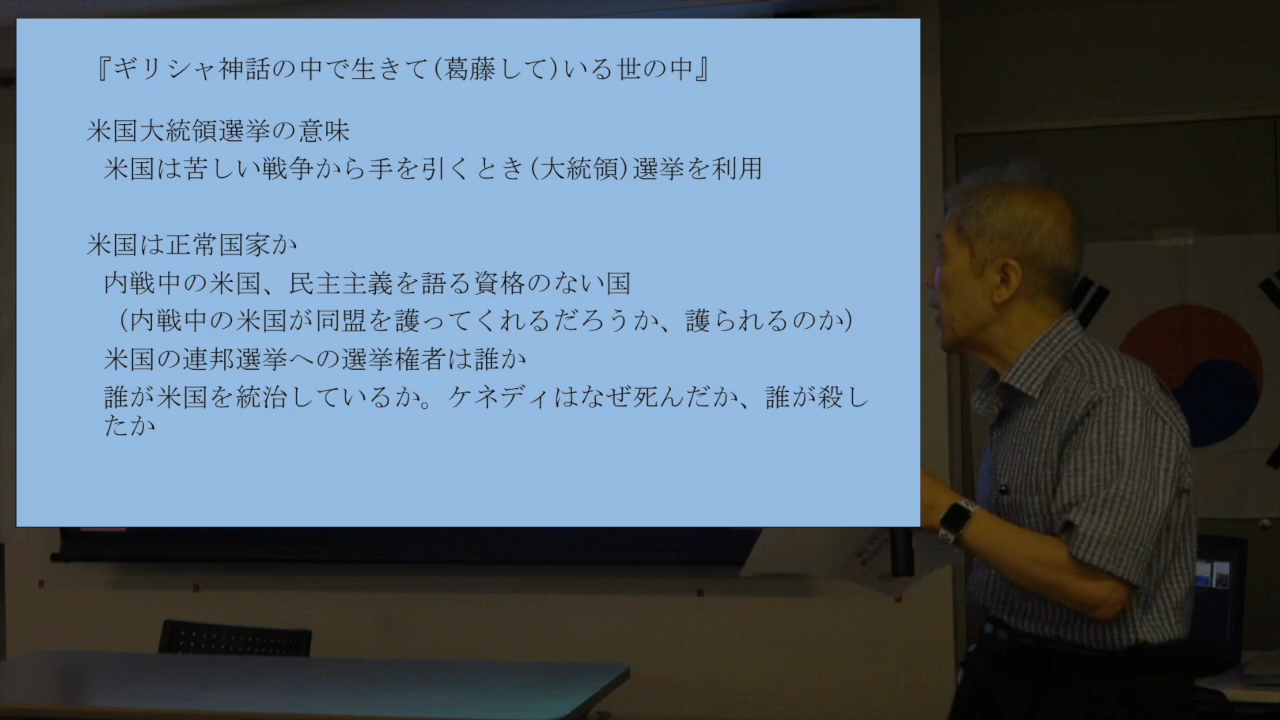 『ギリシャ神話の中で生きて(葛藤して)いる世の中』
米国大統領選挙の意味
米国は苦しい戦争から手を引くとき(大統領)選挙を利用
米国は正常国家か
内戦中の米国、民主主義を語る資格のない国
（内戦中の米国が同盟を護ってくれるだろうか、護られるのか）
米国の連邦選挙への選挙権者は誰か
誰が米国を統治しているか。ケネディはなぜ死んだか、誰が殺し
たか